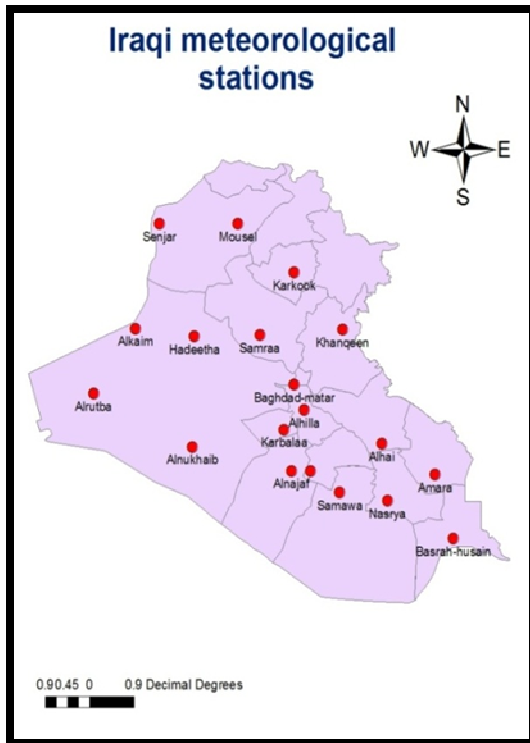 Iraqi meteorological
stations
N
W E
S
Senjar Mousel
Karkook
Alkaim Hadeetha Samraa Khanqeen
Alrutba Baghdad-matar
Alhilla
Karbalaa
Alnukhaib Alhai
Alnajaf Amara
Samawa Nasrya
Basrah-husain
0.90.45 0 0.9 Decimal Degrees